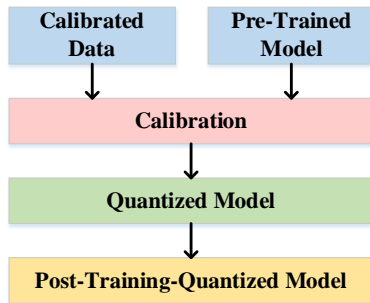 Calibrated
Data
Pre-Trained
Model
Calibration
Quantized Model
Post-Training-Quantized Model